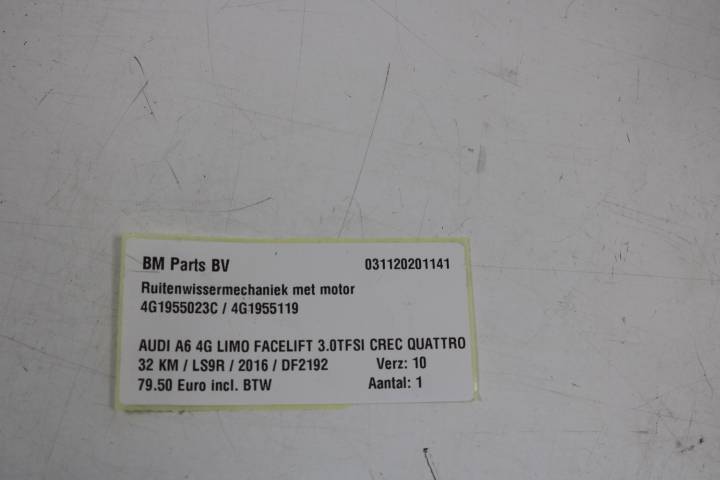 BM Parts BV 031120201141
Ruitenwissermechaniek met motor
4G1955023C / 4G1955119
AUDI A6 4G LIMO FACELIFT 3.0TFSI CREC QUATTRO
32 KM / LS9R / 2016 / DF2192 Verz: 10
79.50 Euro incl. BTW Aantal: 1